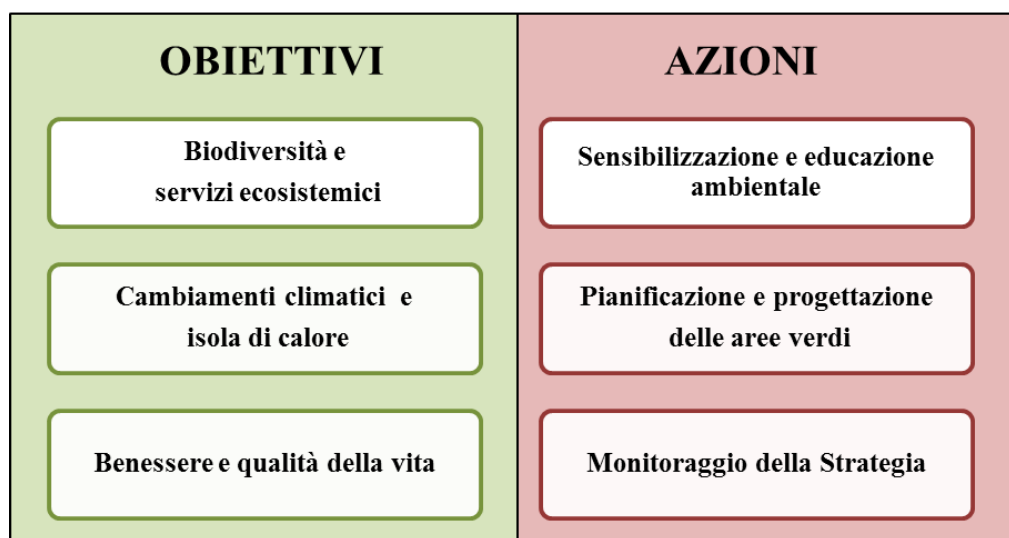 OBIETTIVI
Biodiversità e
servizi ecosistemici
Cambiamenti climatici e
isola di calore
Benessere e qualità della vita
AZIONI
Sensibilizzazione e educazione
ambientale
Pianificazione e progettazione
delle aree verdi
Monitoraggio della Strategia